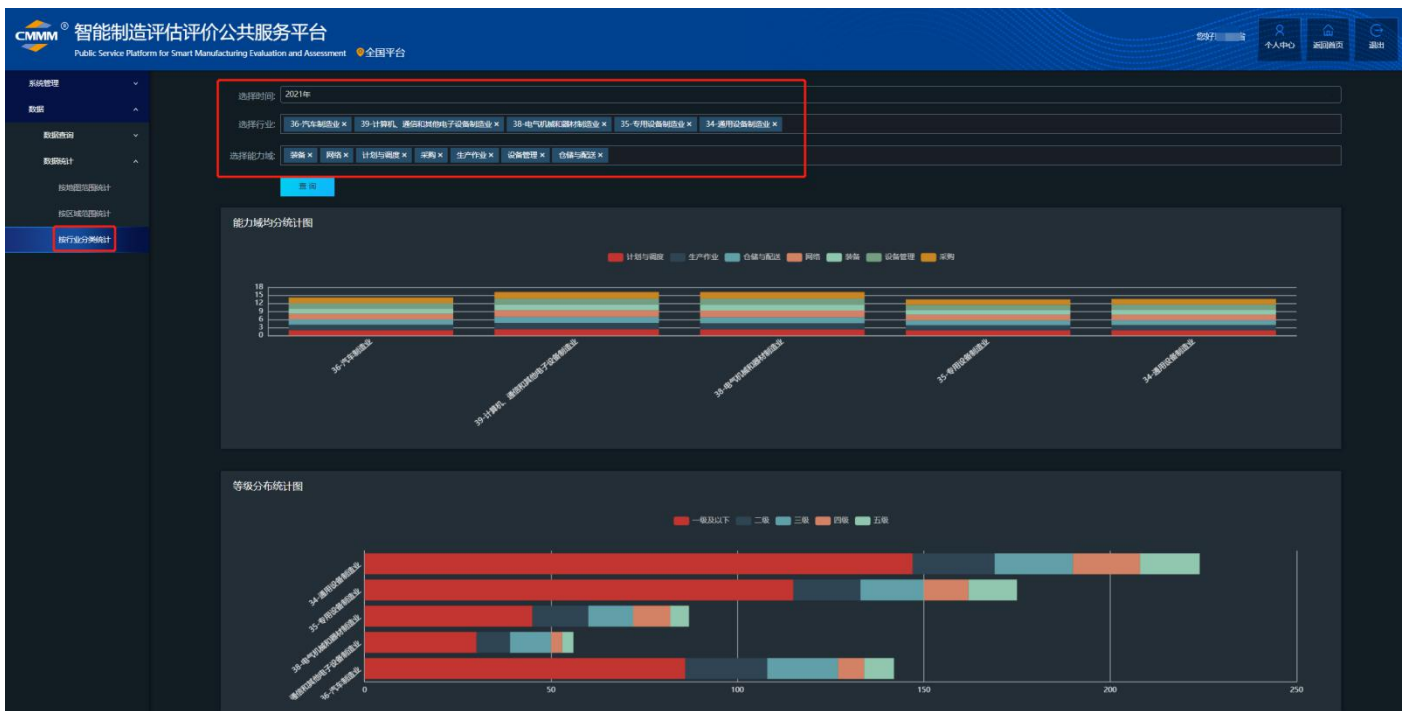 CMMM ® 智能制造评估评价公共服务平台
Public Service Platform for Smart Manufacturing Evaluation and Assessment 全国平台
您好
个人中心 返回首页 退出
系统管理
数据
数据查询
数据统计
按地图范围统计
按区域范围统计
按行业分类统计
选择时间: 2021年
选择行业: 36-汽车制造业 × 39-计算机、通信和其他电子设备制造业 × 38-电气机械和器材制造业 × 35-专用设备制造业 × 34-通用设备制造业 ×
选择能力域: 装备 × 网络 × 计划与调度 × 采购 × 生产作业 × 设备管理 × 仓储与配送 ×
查 询
能力域均分统计图
计划与调度 生产作业 仓储与配送 网络 装备 设备管理 采购
18
15
12
9
6
3
0
36-汽车制造业
39-计算机、通信和其他电子设备制造业
38-电气机械和器材制造业
35-专用设备制造业
34-通用设备制造业
等级分布统计图
一级及以下 二级 三级 四级 五级
34-通用设备制造业
35-专用设备制造业
38-电气机械和器材制造业
通信和其他电子设备制造业
36-汽车制造业
0 50 100 150 200 250